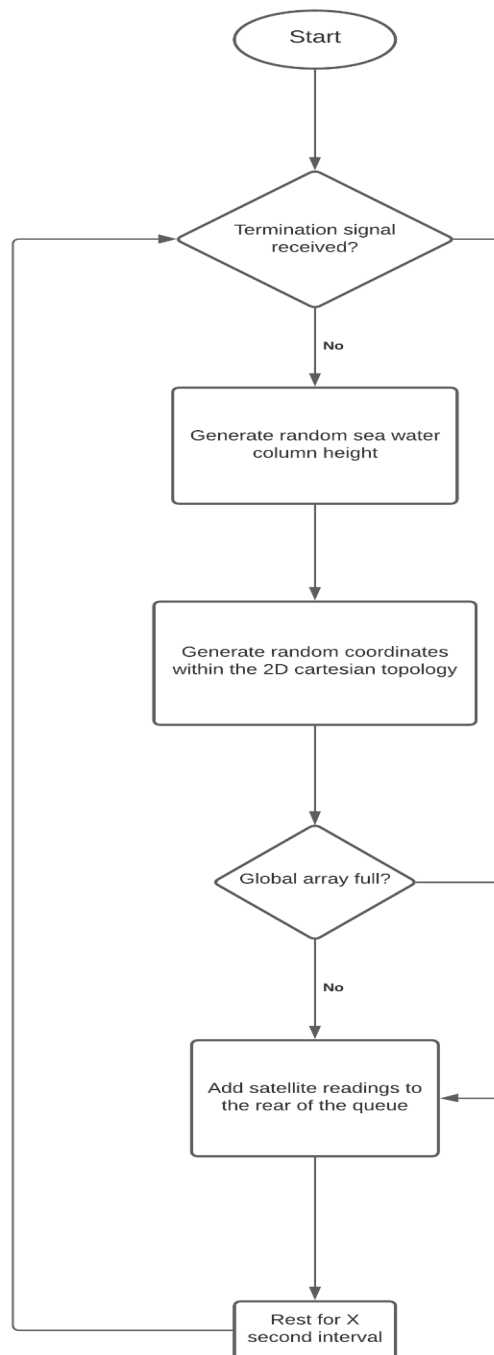 Start
Termination signal
received?
No
Generate random sea water
column height
Generate random coordinates
within the 2D cartesian topology
Global array full?
No
Add satellite readings to
the rear of the queue
Rest for X
second interval